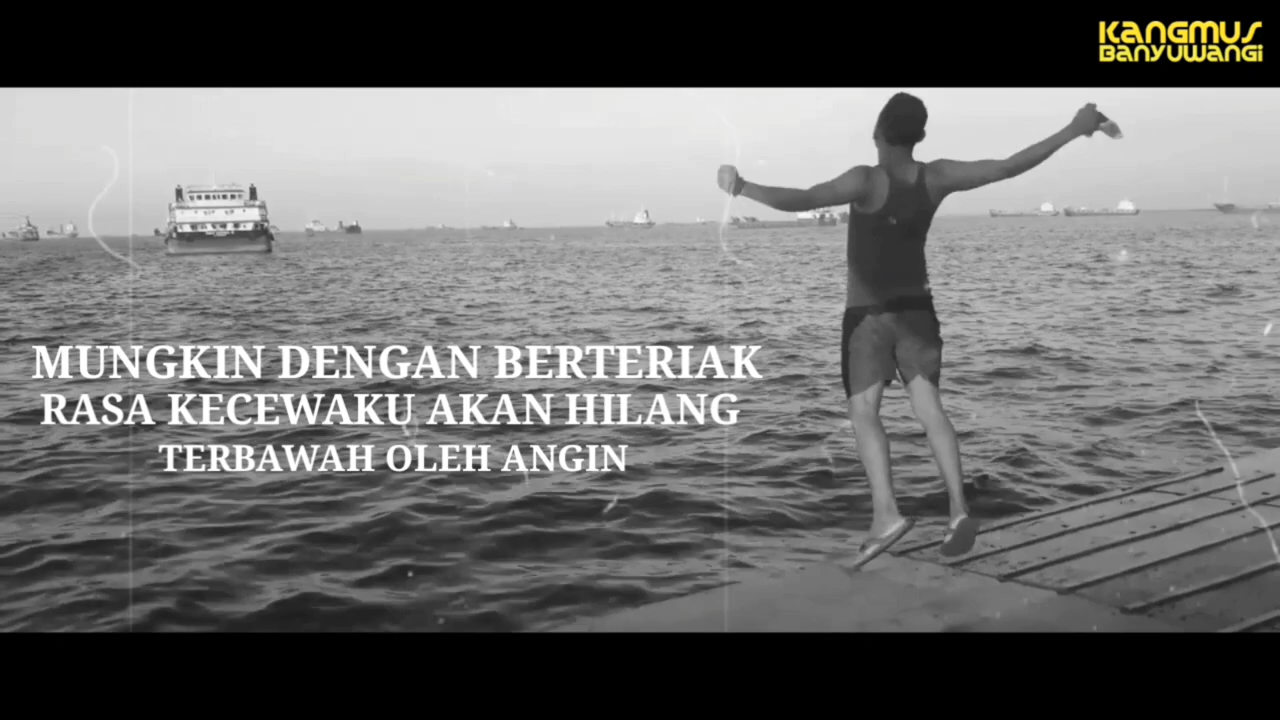 KANGMUS
BANYUWANGI
MUNGKIN DENGAN BERTERIAK
RASA KECEWAKU AKAN HILANG
TERBAWAH OLEH ANGIN